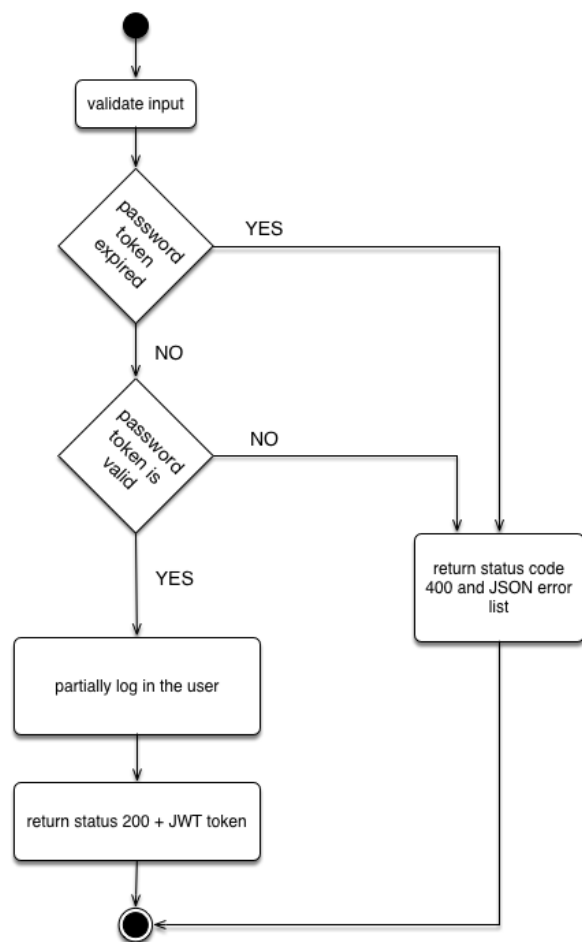 validate input
password
token
expired
YES
NO
password
token is
valid
NO
YES
return status code
400 and JSON error
list
partially log in the user
return status 200 + JWT token